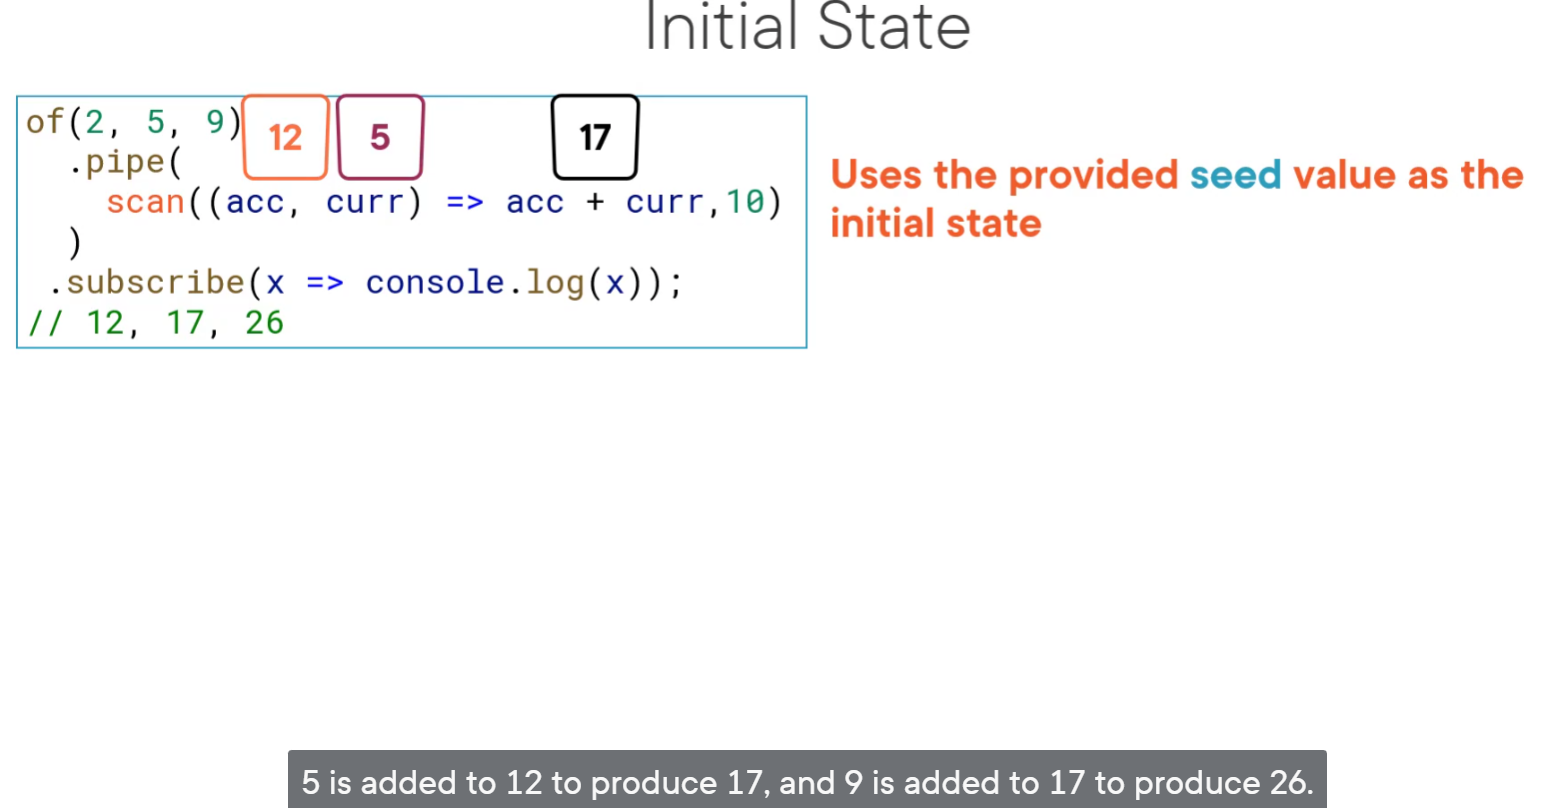 Initial State
of(2, 5, 9)
12
5
17
.pipe(
scan((acc, curr) => acc + curr,10)
)
.subscribe(x => console.log(x));
// 12, 17, 26
Uses the provided seed value as the
initial state
5 is added to 12 to produce 17, and 9 is added to 17 to produce 26.